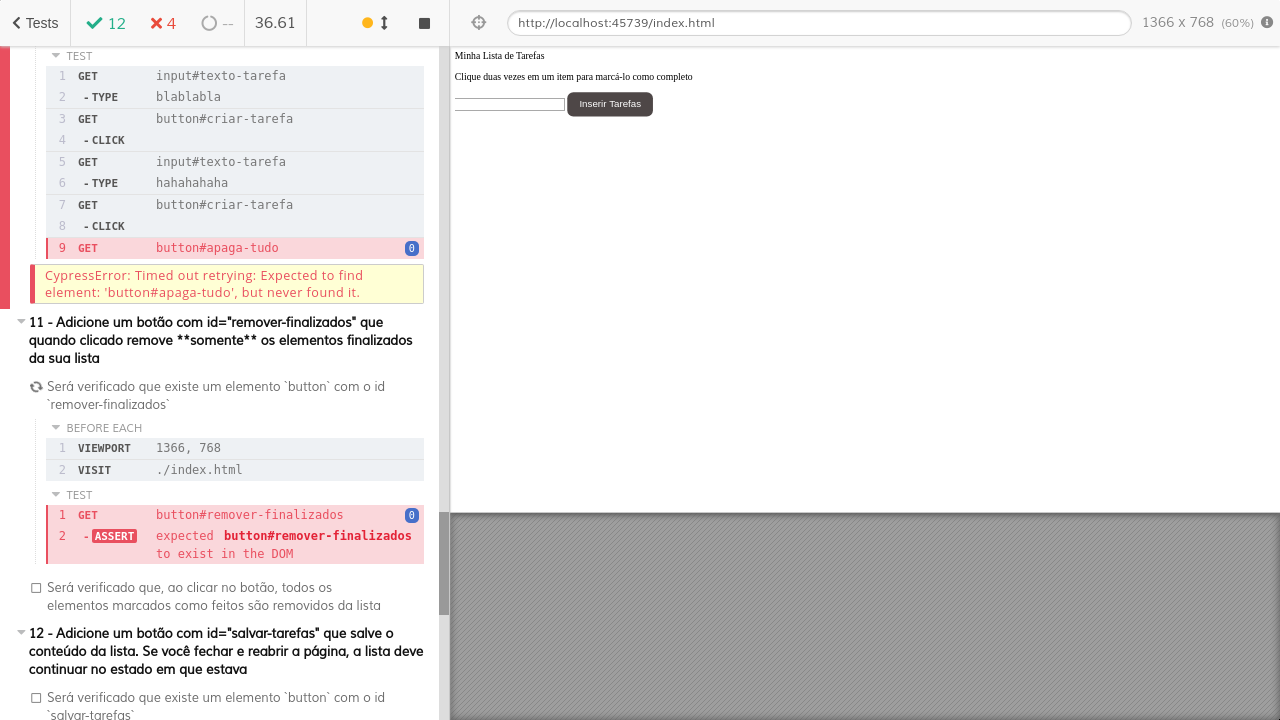 Tests
12
4
--
36.61
http://localhost:45739/index.html
1366 x 768 (60%)
TEST
1 GET input#texto-tarefa
2 - TYPE blablabla
3 GET button#criar-tarefa
4 - CLICK
5 GET input#texto-tarefa
6 - TYPE hahahahaha
7 GET button#criar-tarefa
8 - CLICK
9 GET button#apaga-tudo 0
CypressError: Timed out retrying: Expected to find
element: 'button#apaga-tudo', but never found it.
11 - Adicione um botão com id="remover-finalizados" que
quando clicado remove **somente** os elementos finalizados
da sua lista
Será verificado que existe um elemento `button` com o id
`remover-finalizados`
BEFORE EACH
1 VIEWPORT 1366, 768
2 VISIT ./index.html
TEST
1 GET button#remover-finalizados 0
2 - ASSERT expected button#remover-finalizados
to exist in the DOM
Será verificado que, ao clicar no botão, todos os
elementos marcados como feitos são removidos da lista
12 - Adicione um botão com id="salvar-tarefas" que salve o
conteúdo da lista. Se você fechar e reabrir a página, a lista deve
continuar no estado em que estava
Será verificado que existe um elemento `button` com o id
`salvar-tarefas`
Minha Lista de Tarefas
Clique duas vezes em um item para marcá-lo como completo
Inserir Tarefas